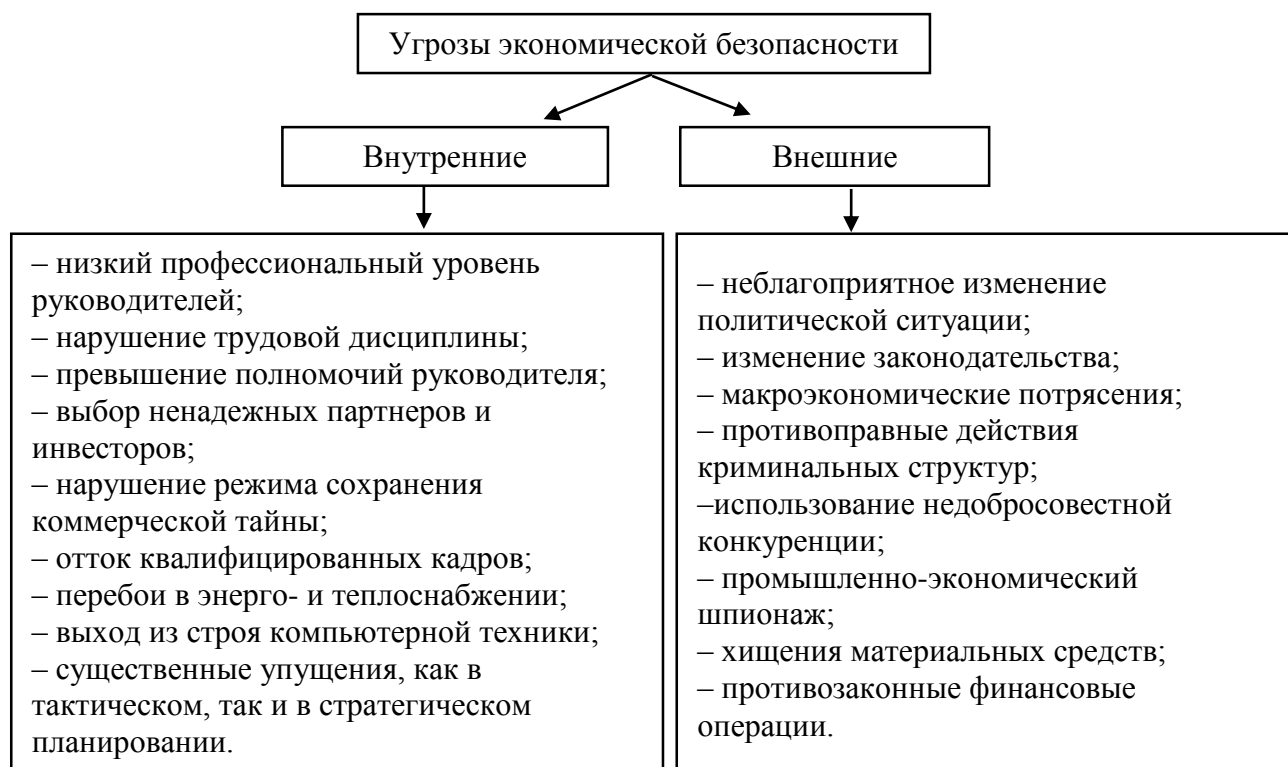 Угрозы экономической безопасности
Внутренние
Внешние
– низкий профессиональный уровень
руководителей;
– нарушение трудовой дисциплины;
– превышение полномочий руководителя;
– выбор ненадежных партнеров и
инвесторов;
– нарушение режима сохранения
коммерческой тайны;
– отток квалифицированных кадров;
– перебои в энерго- и теплоснабжении;
– выход из строя компьютерной техники;
– существенные упущения, как в
тактическом, так и в стратегическом
планировании.
– неблагоприятное изменение
политической ситуации;
– изменение законодательства;
– макроэкономические потрясения;
– противоправные действия
криминальных структур;
–использование недобросовестной
конкуренции;
– промышленно-экономический
шпионаж;
– хищения материальных средств;
– противозаконные финансовые
операции.